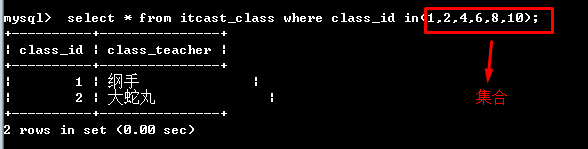 mysql>  select * from itcast_class where class_id in(1,2,4,6,8,10);
+----------+---------------+
| class_id | class_teacher |
+----------+---------------+
|        1 | 纲手              |
|        2 | 大蛇丸               |
+----------+---------------+
2 rows in set (0.00 sec)
集合